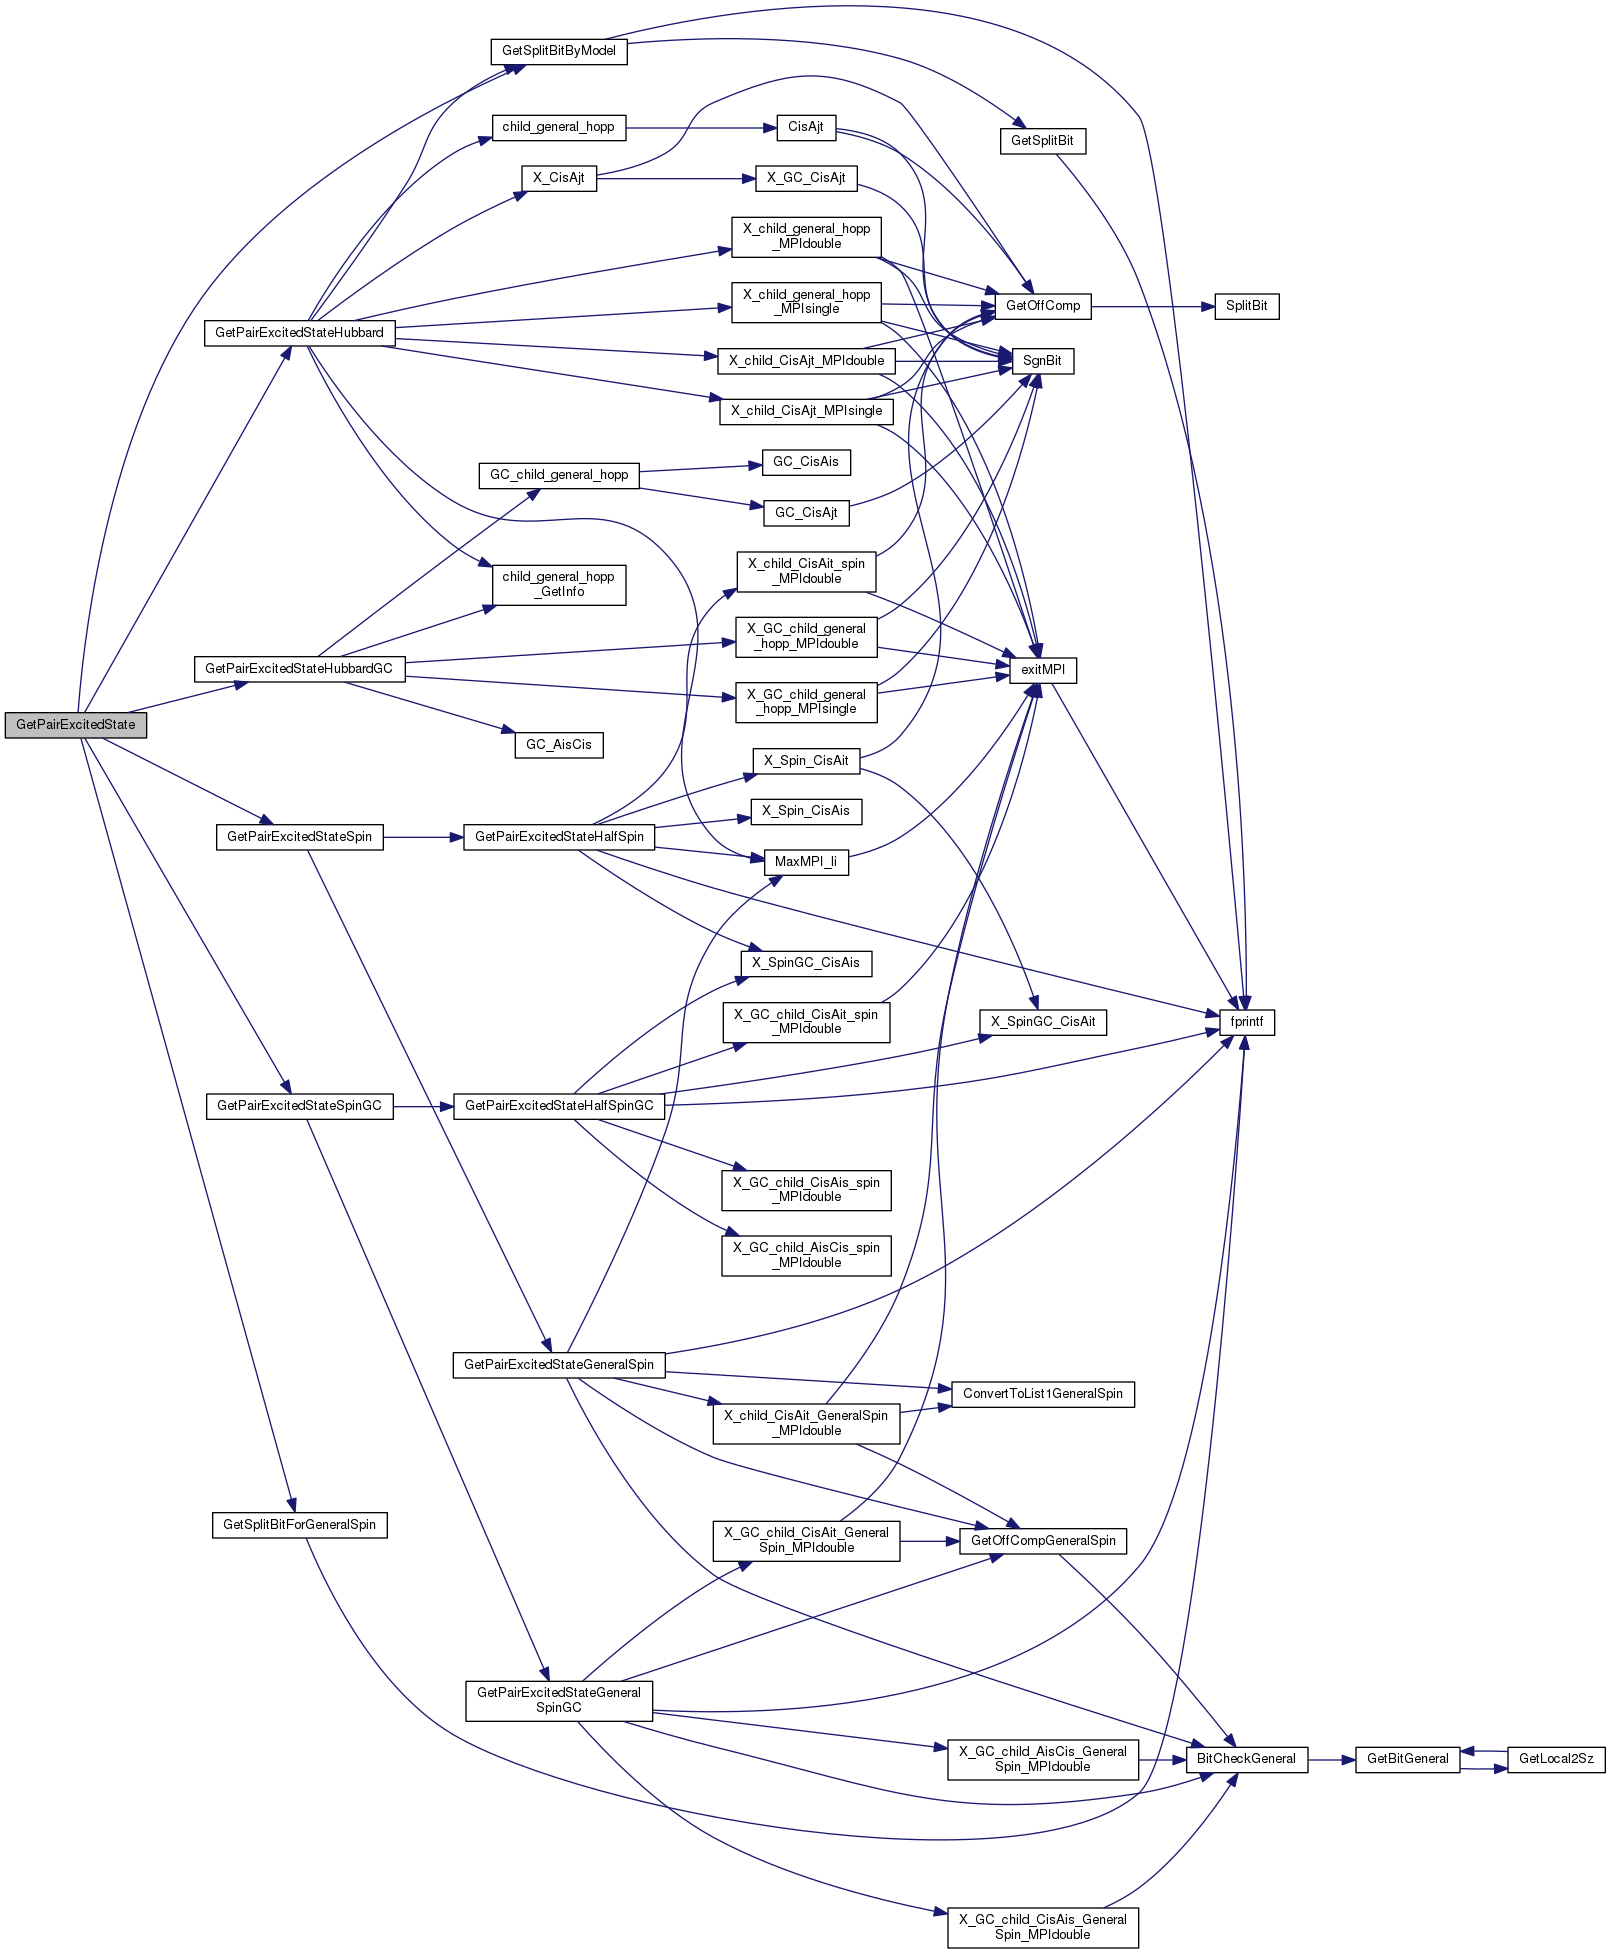 GetSplitBitByModel
child_general_hopp
CisAjt
GetSplitBit
X_CisAjt
X_GC_CisAjt
X_child_general_hopp
_MPIdouble
X_child_general_hopp
_MPIsingle
GetOffComp
SplitBit
GetPairExcitedStateHubbard
X_child_CisAjt_MPIdouble
SgnBit
X_child_CisAjt_MPIsingle
GC_child_general_hopp
GC_CisAis
GC_CisAjt
child_general_hopp
_GetInfo
X_child_CisAit_spin
_MPIdouble
X_GC_child_general
_hopp_MPIdouble
GetPairExcitedStateHubbardGC
exitMPI
X_GC_child_general
_hopp_MPIsingle
GetPairExcitedState
GC_AisCis
X_Spin_CisAit
X_Spin_CisAis
GetPairExcitedStateSpin
GetPairExcitedStateHalfSpin
MaxMPI_li
X_SpinGC_CisAis
X_GC_child_CisAit_spin
_MPIdouble
X_SpinGC_CisAit
fprintf
GetPairExcitedStateSpinGC
GetPairExcitedStateHalfSpinGC
X_GC_child_CisAis_spin
_MPIdouble
X_GC_child_AisCis_spin
_MPIdouble
GetPairExcitedStateGeneralSpin
ConvertToList1GeneralSpin
X_child_CisAit_GeneralSpin
_MPIdouble
GetSplitBitForGeneralSpin
X_GC_child_CisAit_General
Spin_MPIdouble
GetOffCompGeneralSpin
GetPairExcitedStateGeneral
SpinGC
X_GC_child_AisCis_General
Spin_MPIdouble
BitCheckGeneral
GetBitGeneral
GetLocal2Sz
X_GC_child_CisAis_General
Spin_MPIdouble